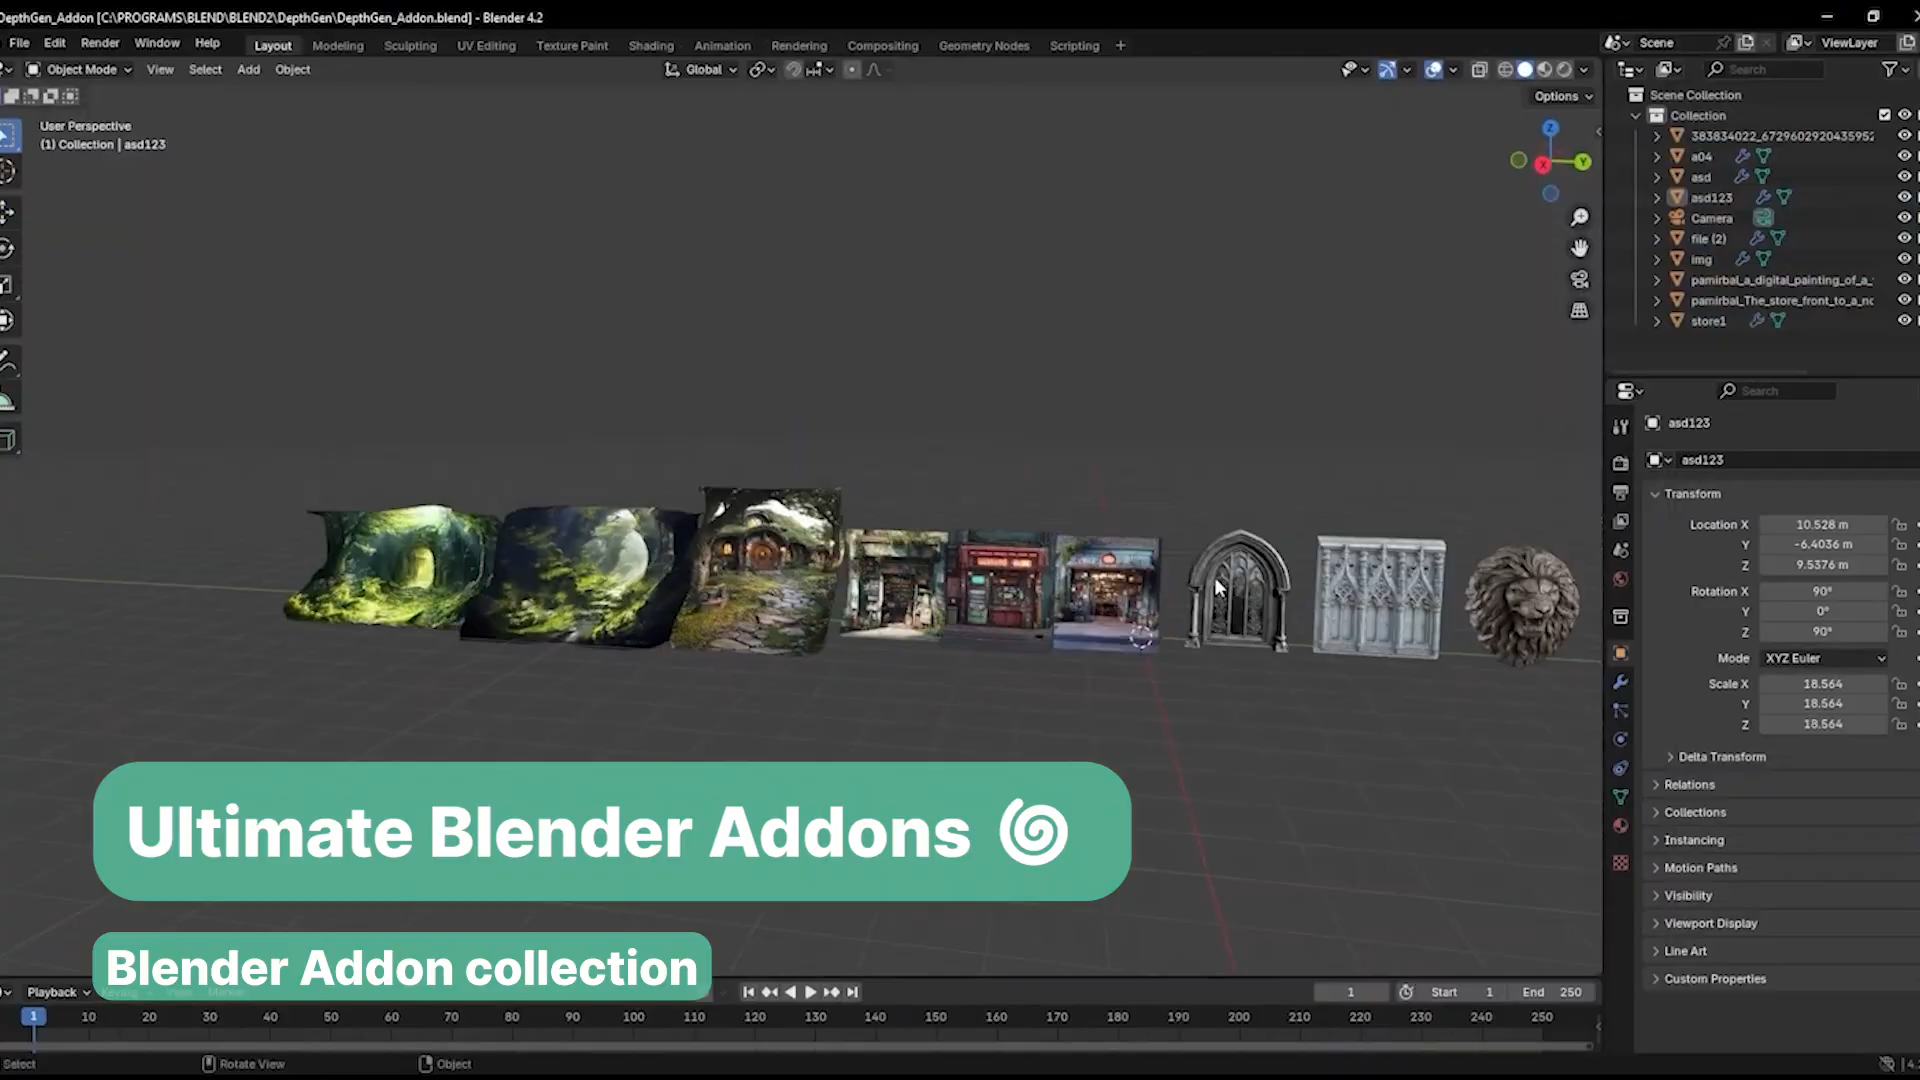 DepthGen_Addon [C:\PROGRAMS\BLEND\BLEND2\DepthGen\DepthGen_Addon.blend] - Blender 4.2
File Edit Render Window Help Layout Modeling Sculpting UV Editing Texture Paint Shading Animation Rendering Compositing Geometry Nodes Scripting + Scene ViewLayer
Object Mode View Select Add Object Global Search
Options
User Perspective
(1) Collection | asd123
Z
X
Y
Scene Collection
Collection
383834022_6729602920435952
a04
asd
asd123
Camera
file (2)
img
pamirbal_a_digital_painting_of_a_
pamirbal_The_store_front_to_a_no
store1
Search
asd123
asd123
Transform
Location X 10.528 m
Y -6.4036 m
Z 9.5376 m
Rotation X 90°
Y 0°
Z 90°
Mode XYZ Euler
Scale X 18.564
Y 18.564
Z 18.564
Delta Transform
Relations
Collections
Instancing
Motion Paths
Visibility
Viewport Display
Line Art
Custom Properties
Ultimate Blender Addons
Blender Addon collection
Playback 1 Start 1 End 250
1 10 20 30 40 50 60 70 80 90 100 110 120 130 140 150 160 170 180 190 200 210 220 230 240 250
Select Rotate View Object 4.